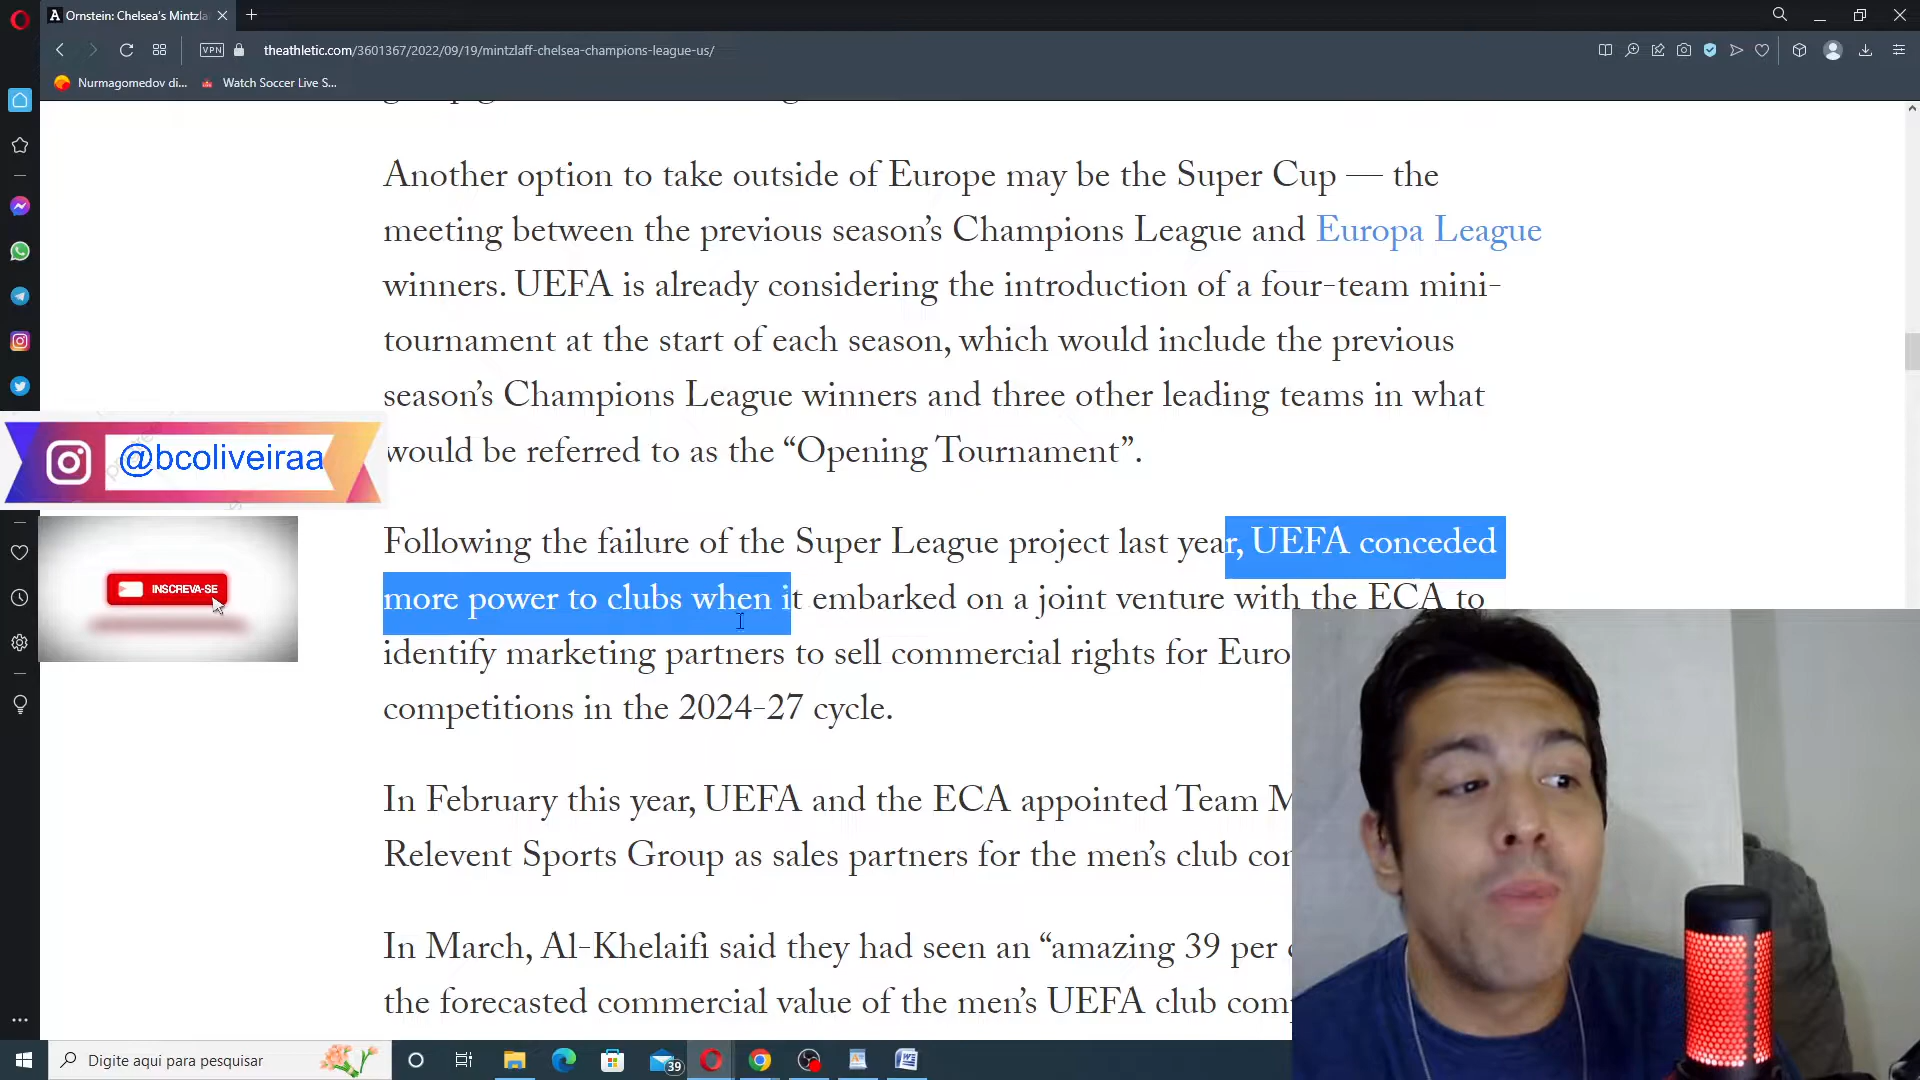 Ornstein: Chelsea's Mintzla
VPN
theathletic.com/3601367/2022/09/19/mintzlaff-chelsea-champions-league-us/
Nurmagomedov di...
Watch Soccer Live S...
Another option to take outside of Europe may be the Super Cup — the
meeting between the previous season's Champions League and Europa League
winners. UEFA is already considering the introduction of a four-team mini-
tournament at the start of each season, which would include the previous
season's Champions League winners and three other leading teams in what
would be referred to as the “Opening Tournament”.
@bcoliveiraa
Following the failure of the Super League project last year, UEFA conceded
more power to clubs when it embarked on a joint venture with the ECA to
INSCREVA-SE
identify marketing partners to sell commercial rights for Euro
competitions in the 2024-27 cycle.
In February this year, UEFA and the ECA appointed Team M
Relevent Sports Group as sales partners for the men's club con
In March, Al-Khelaifi said they had seen an “amazing 39 per
the forecasted commercial value of the men's UEFA club com
Digite aqui para pesquisar
39